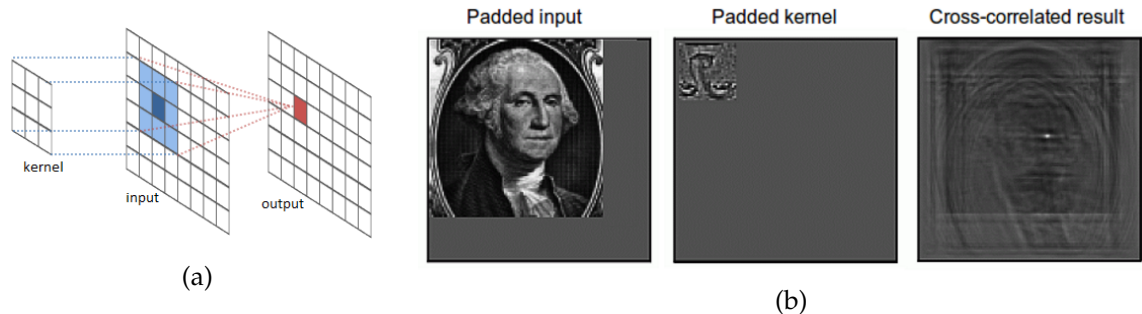 kernel
input
output
(a)
Padded input
Padded kernel
Cross-correlated result
(b)